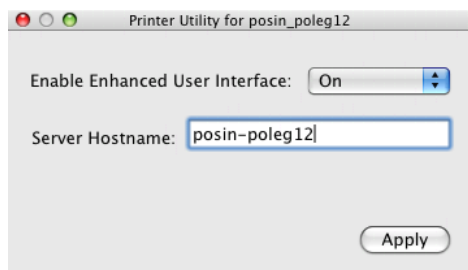 Printer Utility for posin_poleg12
Enable Enhanced User Interface: On
Server Hostname: posin-poleg12
Apply